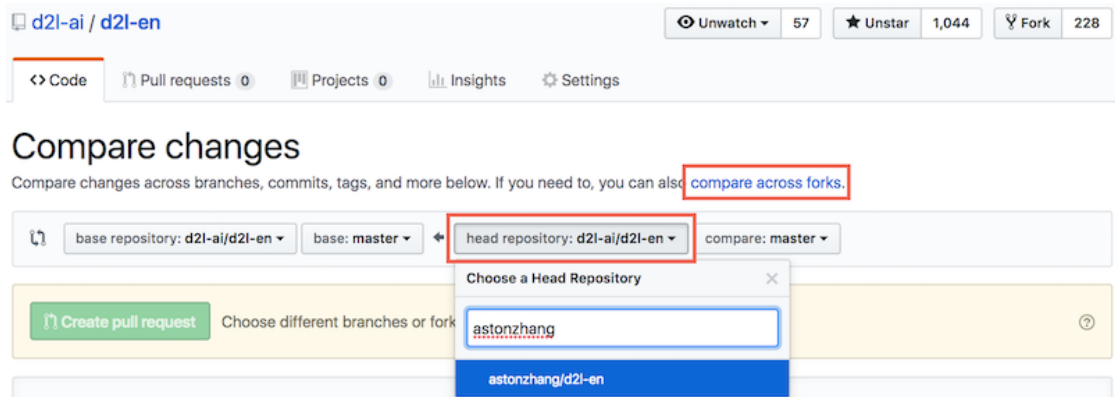 d2l-ai / d2l-en
Unwatch 57 Unstar 1,044 Fork 228
Code Pull requests 0 Projects 0 Insights Settings
Compare changes
Compare changes across branches, commits, tags, and more below. If you need to, you can also compare across forks.
base repository: d2l-ai/d2l-en base: master head repository: d2l-ai/d2l-en compare: master
Choose a Head Repository
Create pull request Choose different branches or fork
astonzhang
astonzhang/d2l-en